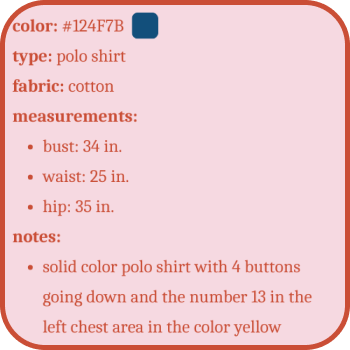 color: #124F7B
type: polo shirt
fabric: cotton
measurements:
• bust: 34 in.
• waist: 25 in.
• hip: 35 in.
notes:
• solid color polo shirt with 4 buttons
going down and the number 13 in the
left chest area in the color yellow